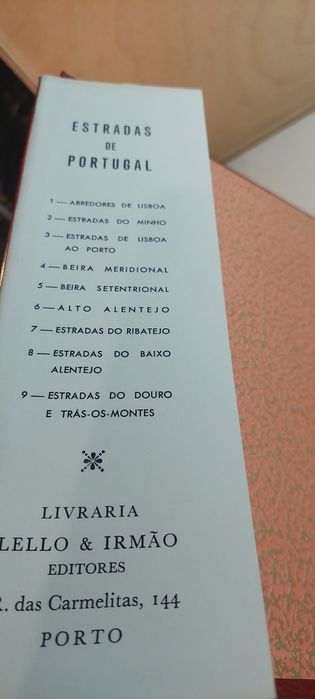 ESTRADAS
DE
PORTUGAL
1 — ARREDORES DE LISBOA
2 — ESTRADAS DO MINHO
3 — ESTRADAS DE LISBOA
AO PORTO
4 — BEIRA MERIDIONAL
5 — BEIRA SETENTRIONAL
6 — ALTO ALENTEJO
7 — ESTRADAS DO RIBATEJO
8 — ESTRADAS DO BAIXO
ALENTEJO
9 — ESTRADAS DO DOURO
E TRÁS-OS-MONTES
LIVRARIA
LELLO & IRMÃO
EDITORES
R. das Carmelitas, 144
PORTO